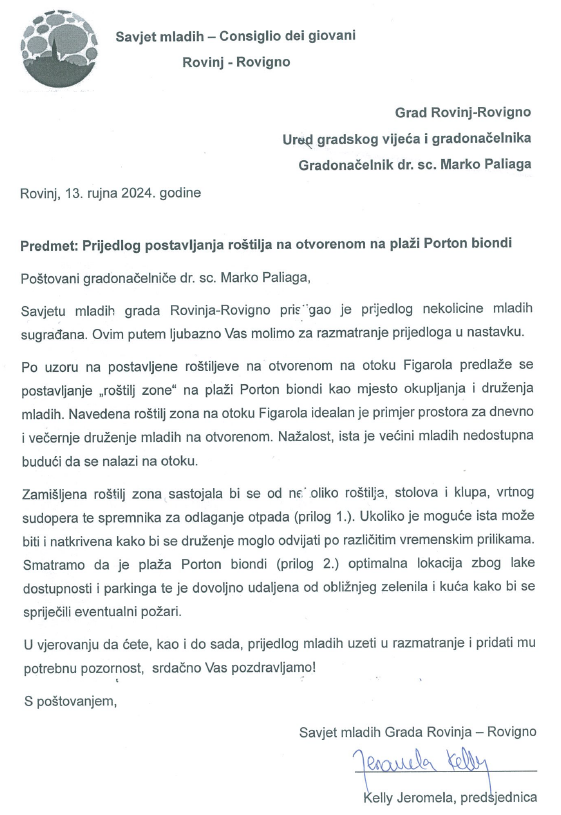 Savjet mladih – Consiglio dei giovani
Rovinj - Rovigno
Grad Rovinj-Rovigno
Ured gradskog vijeća i gradonačelnika
Gradonačelnik dr. sc. Marko Paliaga
Rovinj, 13. rujna 2024. godine
Predmet: Prijedlog postavljanja roštilja na otvorenom na plaži Porton biondi
Poštovani gradonačelniče dr. sc. Marko Paliaga,
Savjetu mladih grada Rovinja-Rovigno pristigao je prijedlog nekolicine mladih
sugrađana. Ovim putem ljubazno Vas molimo za razmatranje prijedloga u nastavku.
Po uzoru na postavljene roštiljeve na otvorenom na otoku Figarola predlaže se
postavljanje „roštilj zone“ na plaži Porton biondi kao mjesto okupljanja i druženja
mladih. Navedena roštilj zona na otoku Figarola idealan je primjer prostora za dnevno
i večernje druženje mladih na otvorenom. Nažalost, ista je većini mladih nedostupna
budući da se nalazi na otoku.
Zamišljena roštilj zona sastojala bi se od nekoliko roštilja, stolova i klupa, vrtnog
sudopera te spremnika za odlaganje otpada (prilog 1.). Ukoliko je moguće ista može
biti i natkrivena kako bi se druženje moglo odvijati po različitim vremenskim prilikama.
Smatramo da je plaža Porton biondi (prilog 2.) optimalna lokacija zbog lake
dostupnosti i parkinga te je dovoljno udaljena od obližnjeg zelenila i kuća kako bi se
spriječili eventualni požari.
U vjerovanju da ćete, kao i do sada, prijedlog mladih uzeti u razmatranje i pridati mu
potrebnu pozornost, srdačno Vas pozdravljamo!
S poštovanjem,
Savjet mladih Grada Rovinja – Rovigno
Jeromela Kelly
Kelly Jeromela, predsjednica